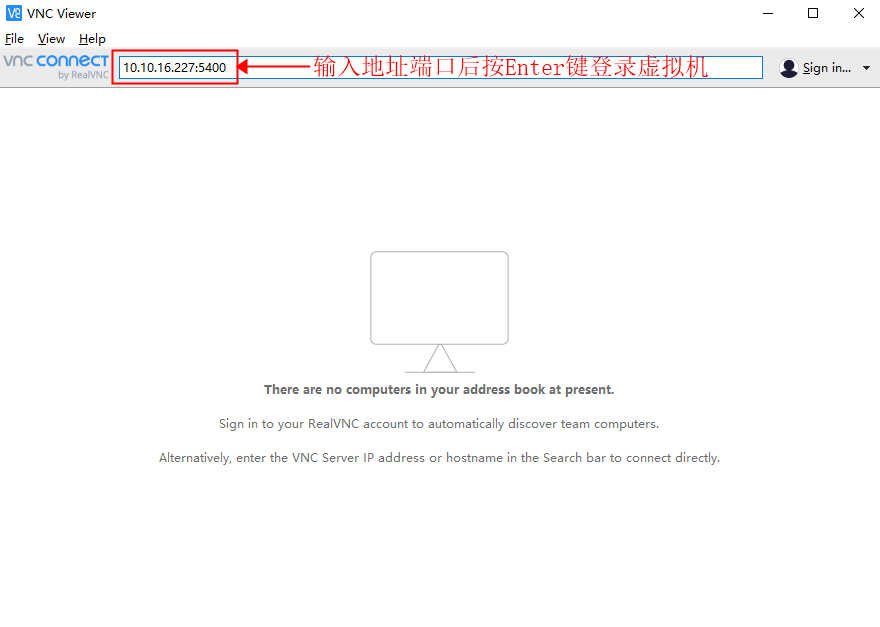 VNC Viewer
File View Help
vnc connect
by RealVNC
10.10.16.227:5400
输入地址端口后按Enter键登录虚拟机
Sign in...
There are no computers in your address book at present.
Sign in to your RealVNC account to automatically discover team computers.
Alternatively, enter the VNC Server IP address or hostname in the Search bar to connect directly.